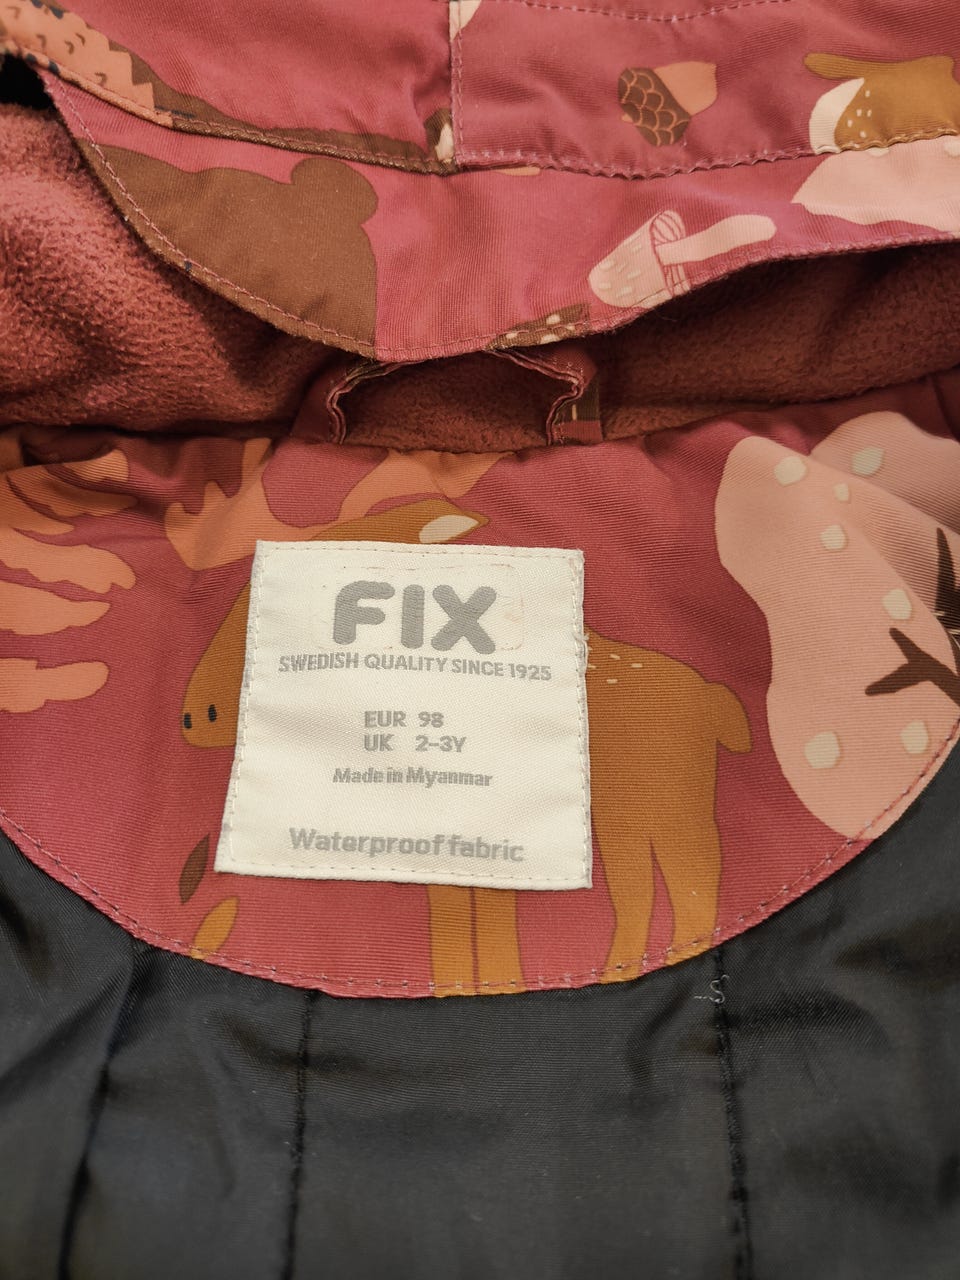 FIX
SWEDISH QUALITY SINCE 1925
EUR 98
UK 2-3Y
Made in Myanmar
Waterproof fabric